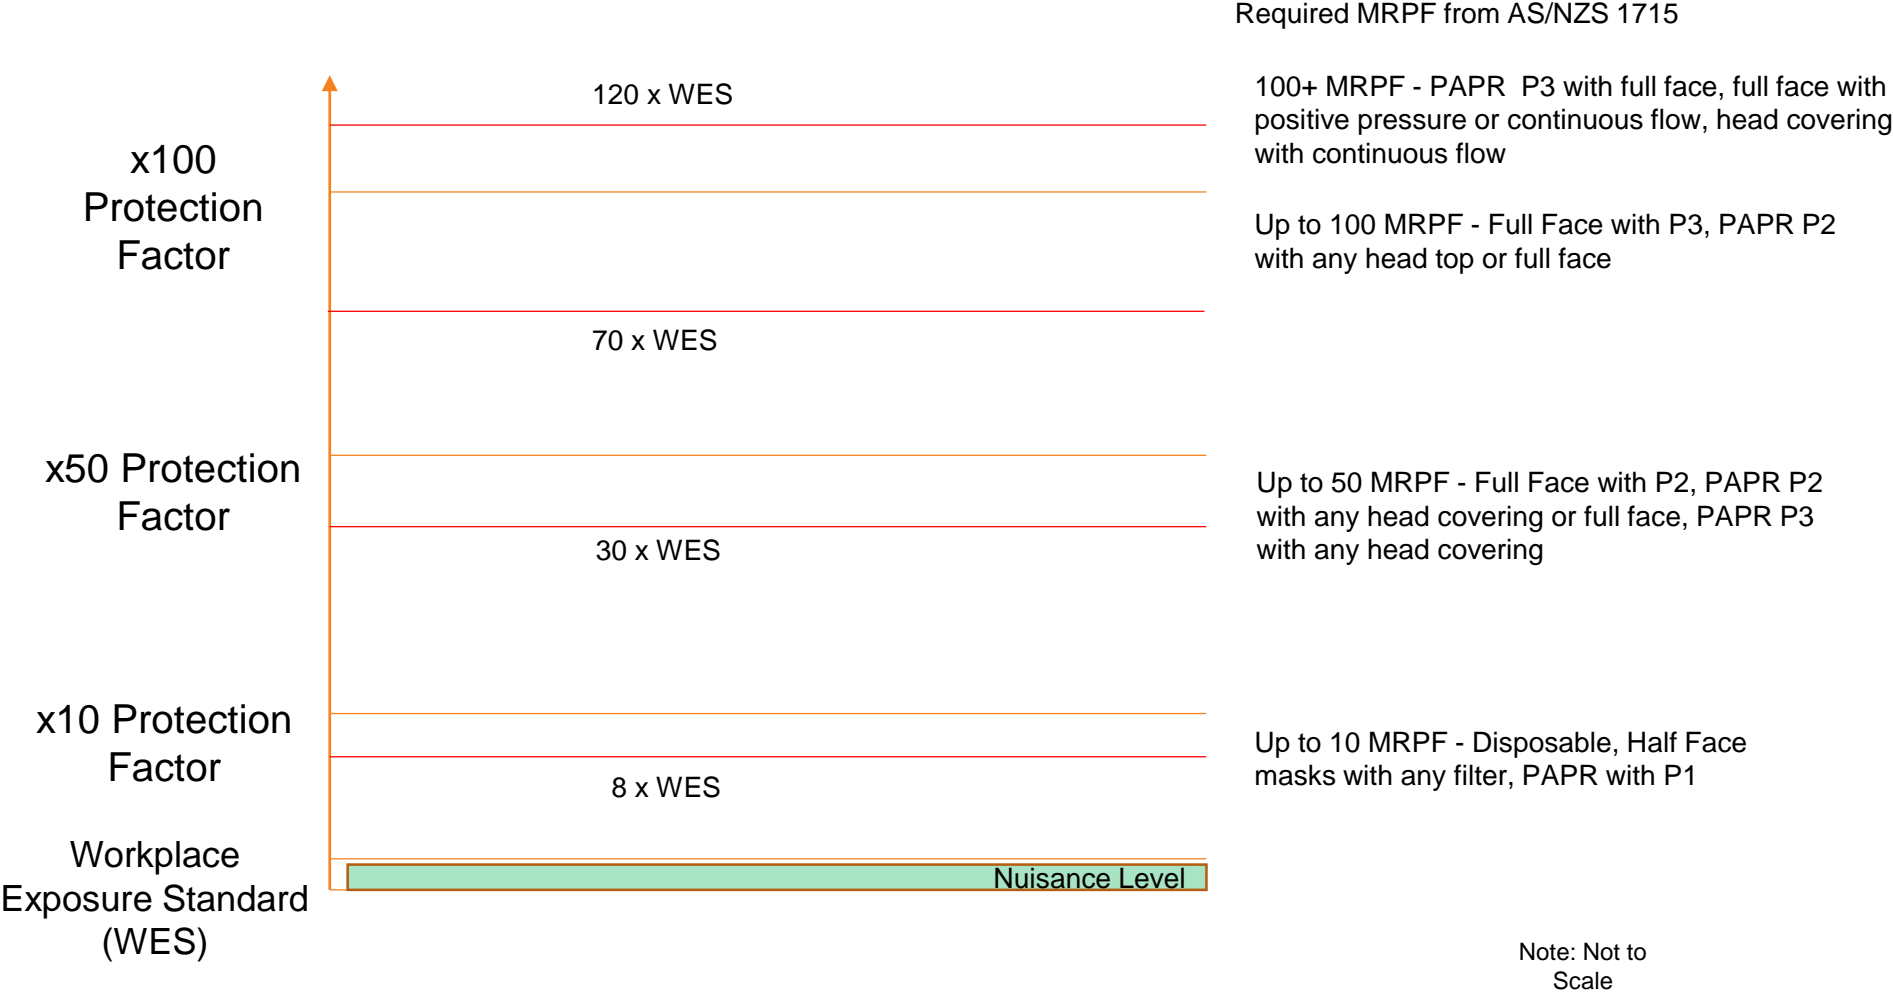 Required MRPF from AS/NZS 1715
120 x WES
100+ MRPF - PAPR P3 with full face, full face with
positive pressure or continuous flow, head covering
with continuous flow
x100
Protection
Factor
Up to 100 MRPF - Full Face with P3, PAPR P2
with any head top or full face
70 x WES
x50 Protection
Factor
Up to 50 MRPF - Full Face with P2, PAPR P2
with any head covering or full face, PAPR P3
with any head covering
30 x WES
x10 Protection
Factor
Up to 10 MRPF - Disposable, Half Face
masks with any filter, PAPR with P1
8 x WES
Workplace
Exposure Standard
(WES)
Nuisance Level
Note: Not to
Scale